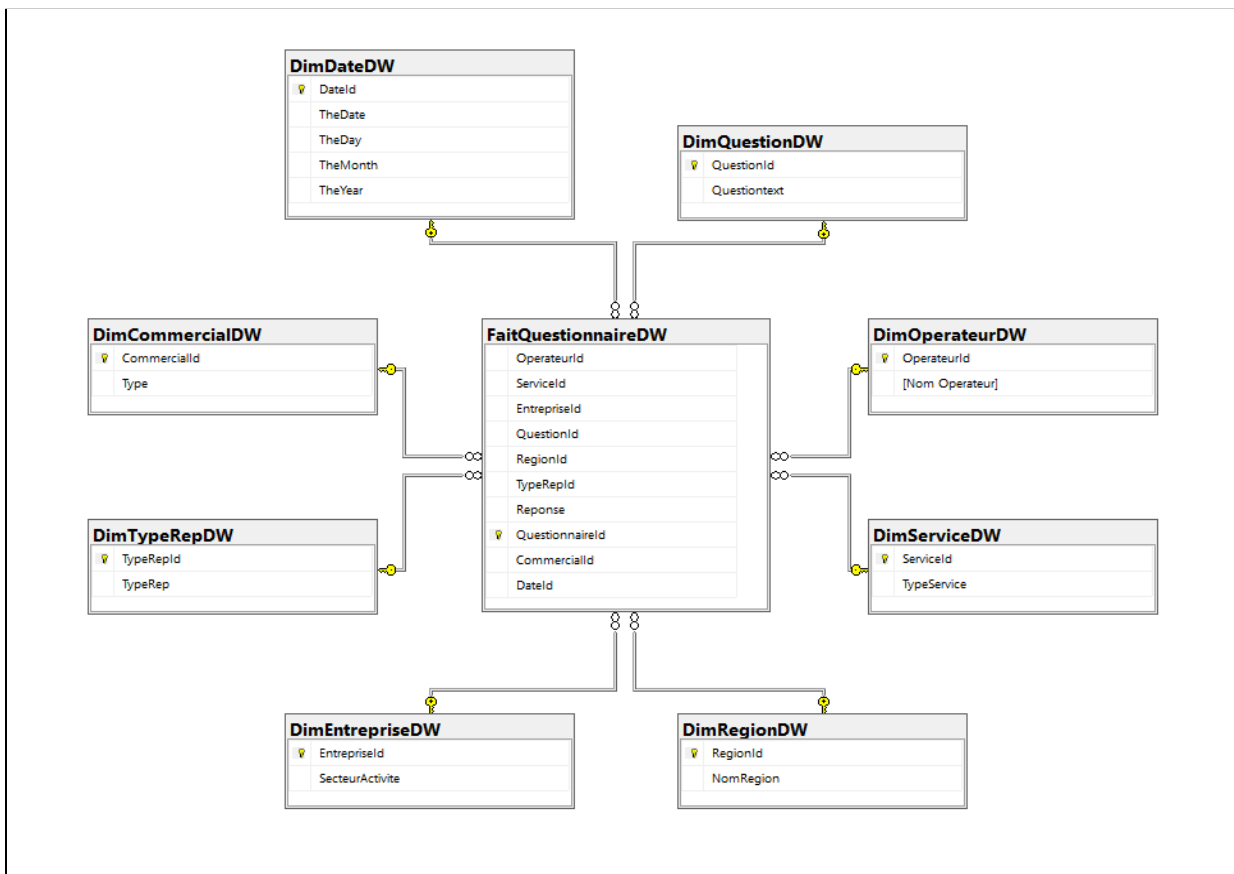 DimDateDW
DateId
TheDate
TheDay
TheMonth
TheYear
DimQuestionDW
QuestionId
Questiontext
DimCommercialDW
CommercialId
Type
FaitQuestionnaireDW
OperateurId
ServiceId
EntrepriseId
QuestionId
RegionId
TypeRepId
Reponse
QuestionnaireId
CommercialId
DateId
DimOperateurDW
OperateurId
[Nom Operateur]
DimTypeRepDW
TypeRepId
TypeRep
DimServiceDW
ServiceId
TypeService
DimEntrepriseDW
EntrepriseId
SecteurActivite
DimRegionDW
RegionId
NomRegion